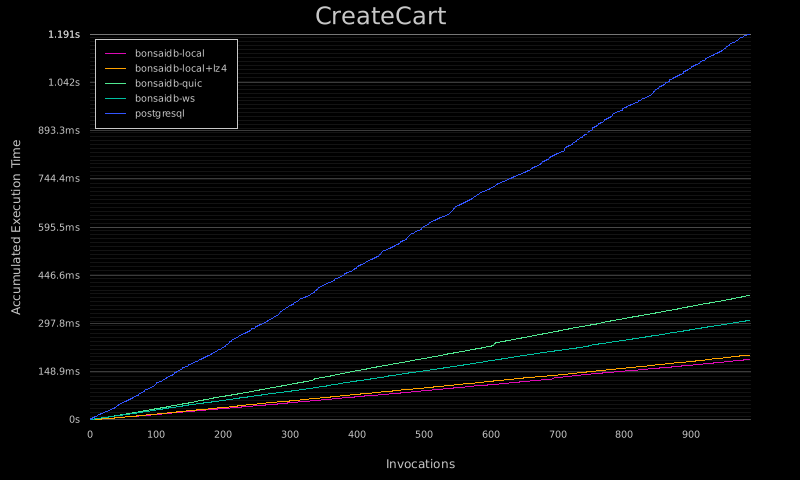 CreateCart
1.191s
bonsaidb-local
bonsaidb-local+lz4
1.042s
bonsaidb-quic
bonsaidb-ws
postgresql
893.3ms
744.4ms
595.5ms
446.6ms
297.8ms
148.9ms
0s
Accumulated Execution Time
0 100 200 300 400 500 600 700 800 900
Invocations